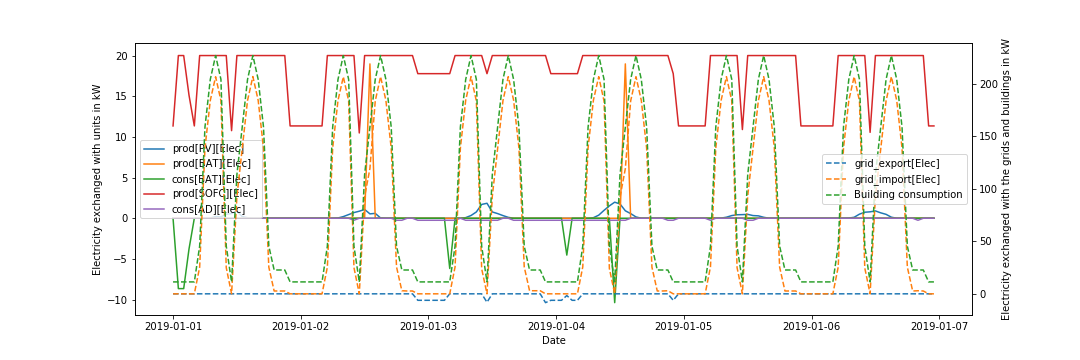 20
15
10
5
0
−5
−10
Electricity exchanged with units in kW
prod[PV][Elec]
prod[BAT][Elec]
cons[BAT][Elec]
prod[SOFC][Elec]
cons[AD][Elec]
grid_export[Elec]
grid_import[Elec]
Building consumption
200
150
100
50
0
Electricity exchanged with the grids and buildings in kW
2019-01-01
2019-01-02
2019-01-03
2019-01-04
2019-01-05
2019-01-06
2019-01-07
Date